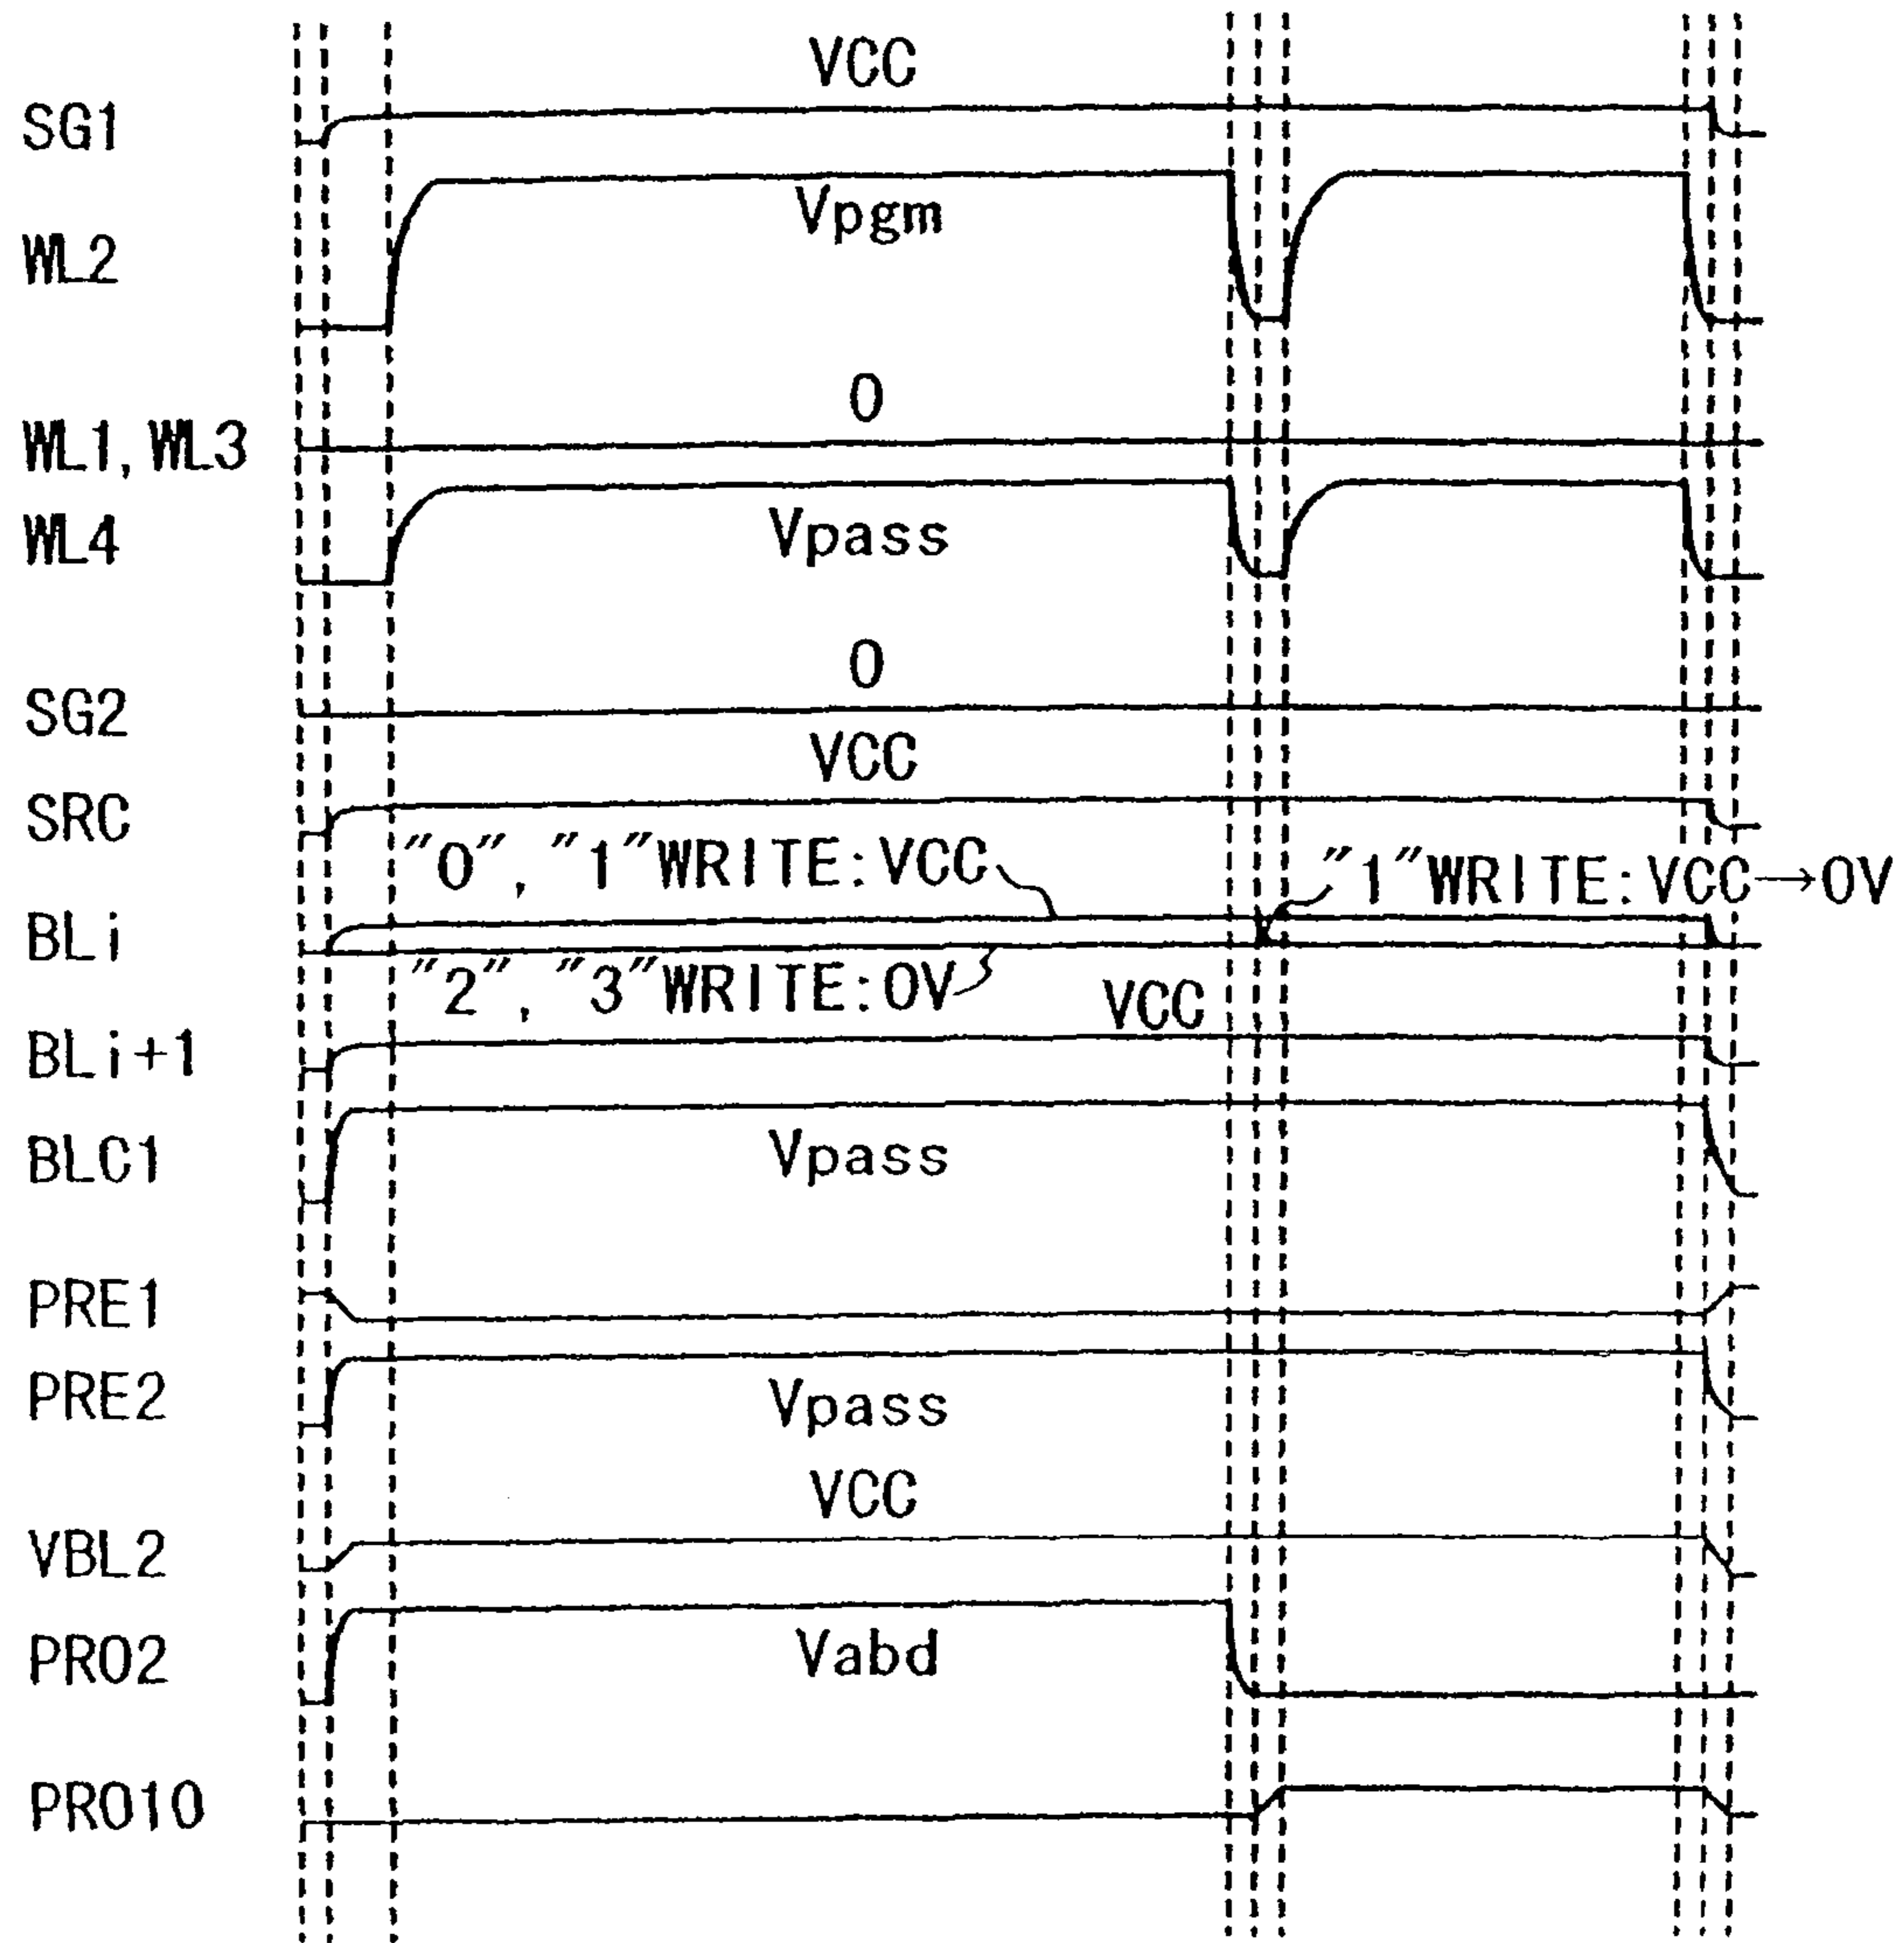 VCC
SG1
Vpgm
WL2
0
WL1, WL3
Vpass
WL4
0
SG2
VCC
SRC
"0", "1"WRITE:VCC
"1"WRITE:VCC→0V
BLi
"2", "3"WRITE:0V
VCC
BLi+1
Vpass
BLC1
PRE1
PRE2
Vpass
VCC
VBL2
Vabd
PRO2
PRO10